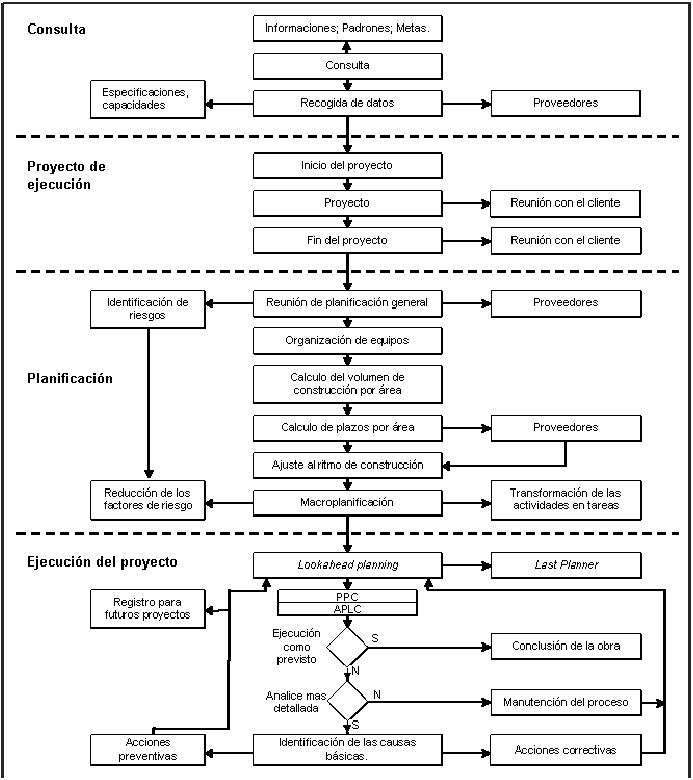 Consulta
Informaciones; Padrones; Metas.
Consulta
Especificaciones,
capacidades
Recogida de datos
Proveedores
Proyecto de
ejecución
Inicio del proyecto
Proyecto
Reunión con el cliente
Fin del proyecto
Reunión con el cliente
Planificación
Identificación de
riesgos
Reunión de planificación general
Proveedores
Organización de equipos
Calculo del volumen de
construcción por área
Calculo de plazos por área
Proveedores
Ajuste al ritmo de construcción
Reducción de los
factores de riesgo
Macroplanificación
Transformación de las
actividades en tareas
Ejecución del proyecto
Lookahead planning
Last Planner
Registro para
futuros proyectos
PPC
APLC
Ejecución
como
previsto
S
Conclusión de la obra
N
Analice mas
detallada
N
Manutención del proceso
S
Acciones
preventivas
Identificación de las causas
básicas.
Acciones correctivas